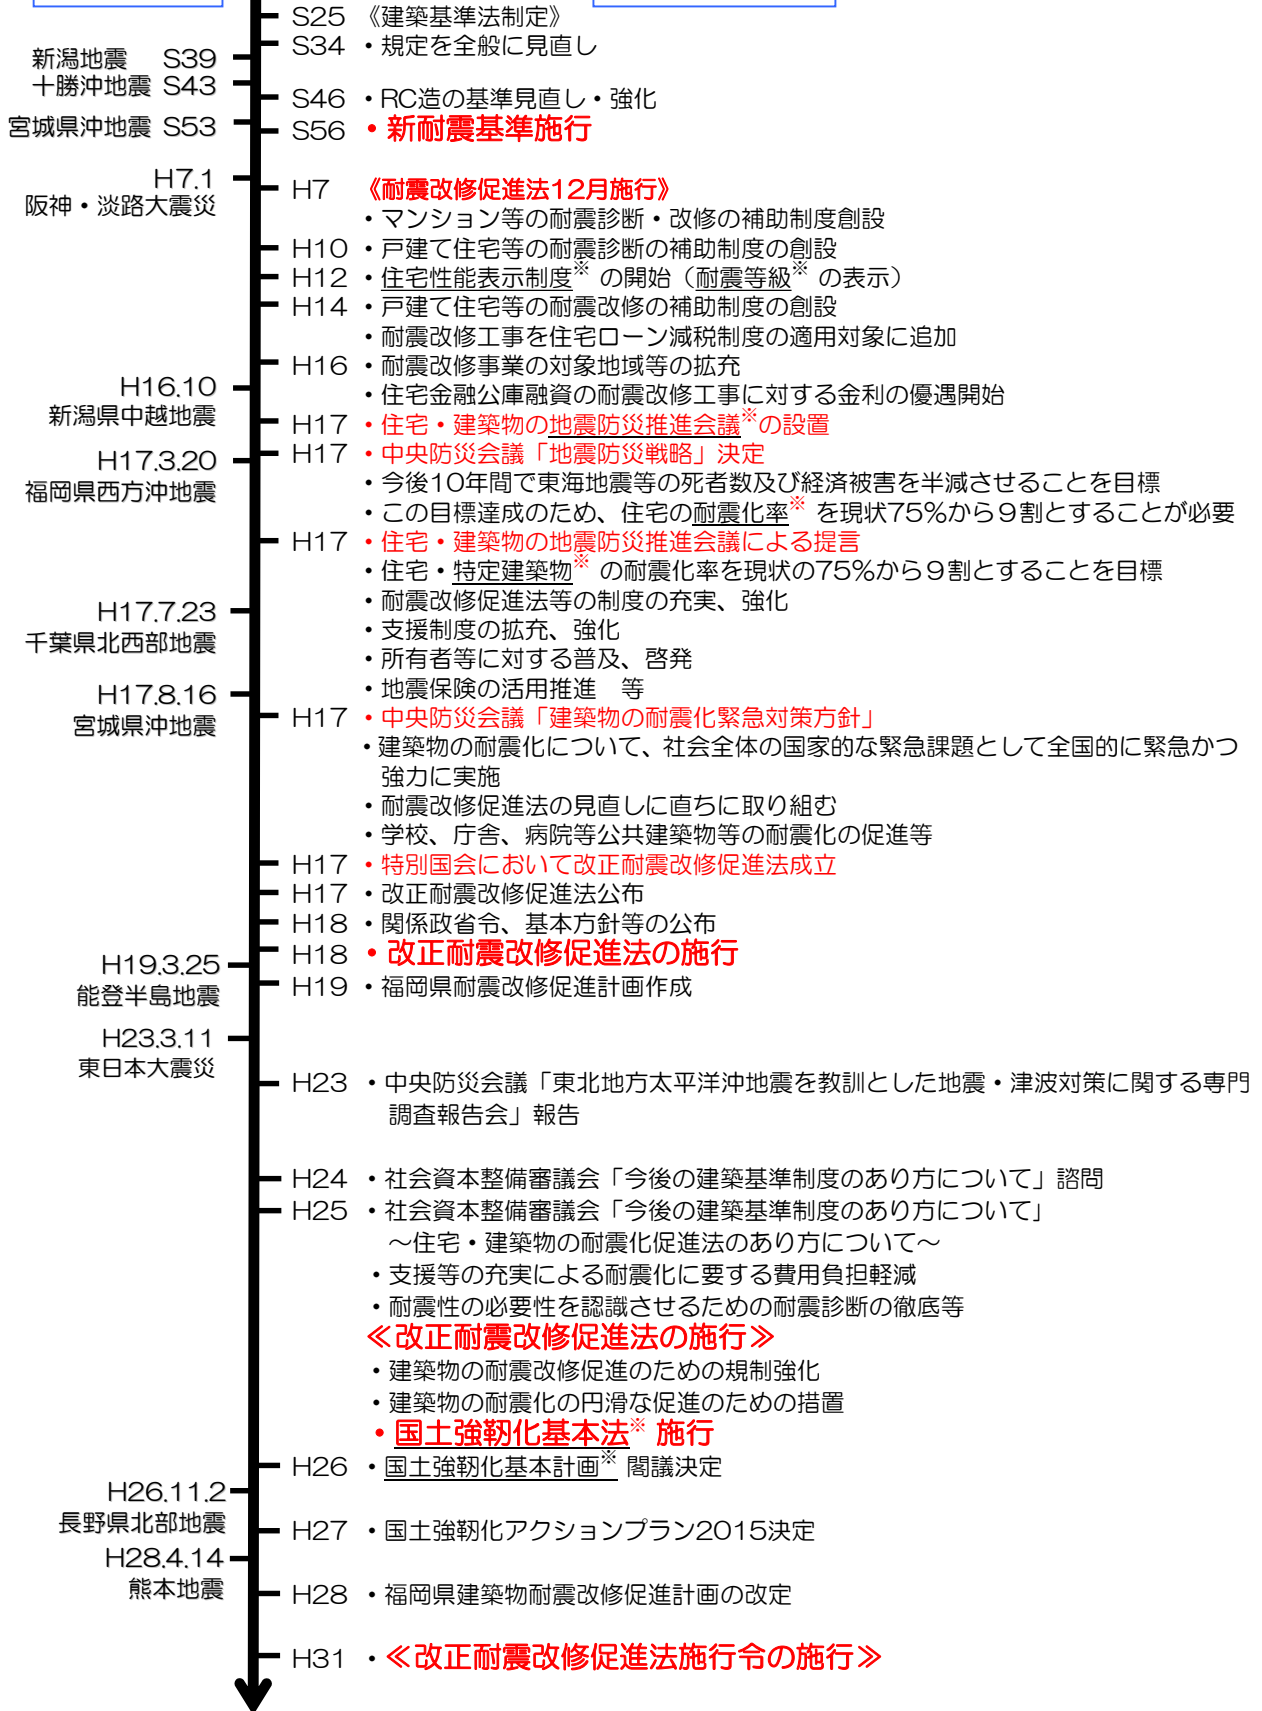 S25 《建築基準法制定》
S34 ・規定を全般に見直し
新潟地震 S39
十勝沖地震 S43
S46 ・RC造の基準見直し・強化
宮城県沖地震 S53
S56 ・新耐震基準施行
H7.1
阪神・淡路大震災
H7 《耐震改修促進法12月施行》
・マンション等の耐震診断・改修の補助制度創設
H10 ・戸建て住宅等の耐震診断の補助制度の創設
H12 ・住宅性能表示制度※ の開始（耐震等級※ の表示）
H14 ・戸建て住宅等の耐震改修の補助制度の創設
・耐震改修工事を住宅ローン減税制度の適用対象に追加
H16 ・耐震改修事業の対象地域等の拡充
H16.10
新潟県中越地震
・住宅金融公庫融資の耐震改修工事に対する金利の優遇開始
H17 ・住宅・建築物の地震防災推進会議※の設置
H17.3.20
福岡県西方沖地震
H17 ・中央防災会議「地震防災戦略」決定
・今後10年間で東海地震等の死者数及び経済被害を半減させることを目標
・この目標達成のため、住宅の耐震化率※ を現状75％から９割とすることが必要
H17 ・住宅・建築物の地震防災推進会議による提言
・住宅・特定建築物※ の耐震化率を現状の75％から９割とすることを目標
H17.7.23
千葉県北西部地震
・耐震改修促進法等の制度の充実、強化
・支援制度の拡充、強化
・所有者等に対する普及、啓発
・地震保険の活用推進　等
H17.8.16
宮城県沖地震
H17 ・中央防災会議「建築物の耐震化緊急対策方針」
・建築物の耐震化について、社会全体の国家的な緊急課題として全国的に緊急かつ
強力に実施
・耐震改修促進法の見直しに直ちに取り組む
・学校、庁舎、病院等公共建築物等の耐震化の促進等
H17 ・特別国会において改正耐震改修促進法成立
H17 ・改正耐震改修促進法公布
H18 ・関係政省令、基本方針等の公布
H18 ・改正耐震改修促進法の施行
H19.3.25
能登半島地震
H19 ・福岡県耐震改修促進計画作成
H23.3.11
東日本大震災
H23 ・中央防災会議「東北地方太平洋沖地震を教訓とした地震・津波対策に関する専門
調査報告会」報告
H24 ・社会資本整備審議会「今後の建築基準制度のあり方について」諮問
H25 ・社会資本整備審議会「今後の建築基準制度のあり方について」
～住宅・建築物の耐震化促進法のあり方について～
・支援等の充実による耐震化に要する費用負担軽減
・耐震性の必要性を認識させるための耐震診断の徹底等
≪改正耐震改修促進法の施行≫
・建築物の耐震改修促進のための規制強化
・建築物の耐震化の円滑な促進のための措置
・国土強靭化基本法※ 施行
H26 ・国土強靭化基本計画※ 閣議決定
H26.11.2
長野県北部地震
H27 ・国土強靭化アクションプラン2015決定
H28.4.14
熊本地震
H28 ・福岡県建築物耐震改修促進計画の改定
H31 ・≪改正耐震改修促進法施行令の施行≫